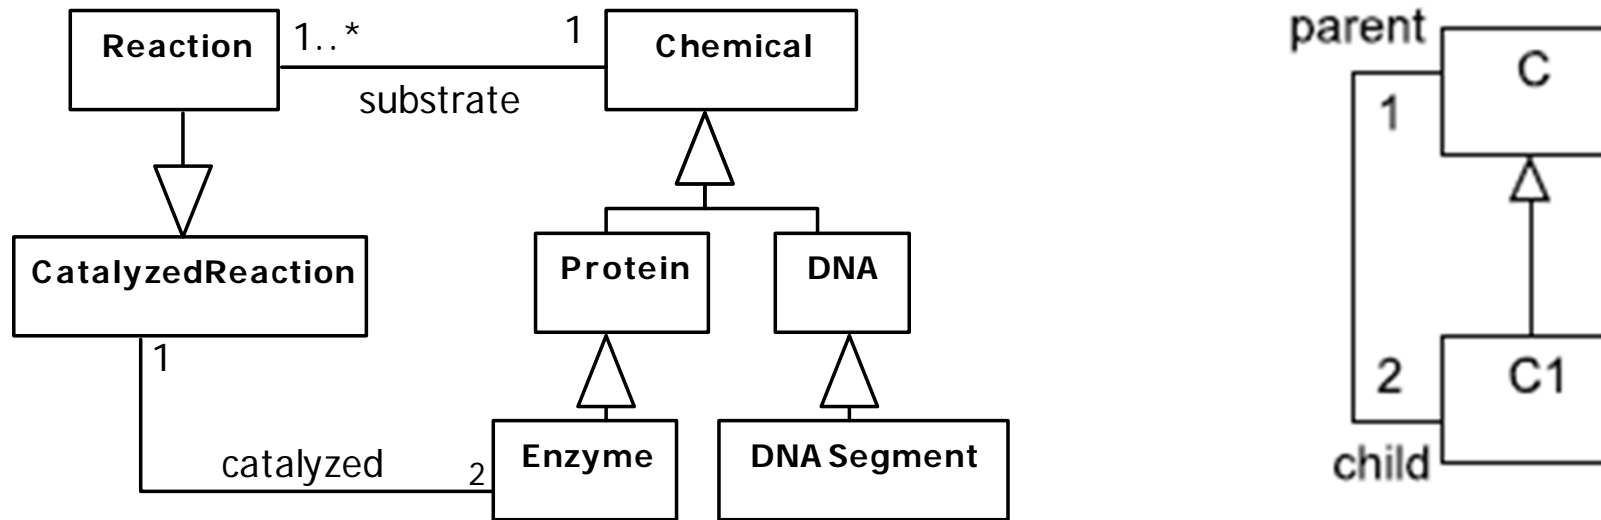 Reaction
1..*
1
Chemical
substrate
CatalyzedReaction
Protein
DNA
1
catalyzed
2
Enzyme
DNA Segment
parent
C
1
2
C1
child